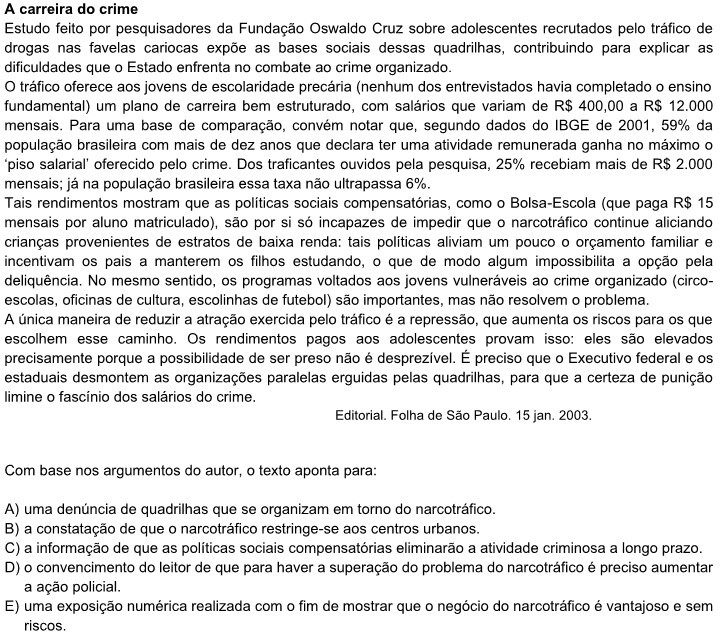 A carreira do crime
Estudo feito por pesquisadores da Fundação Oswaldo Cruz sobre adolescentes recrutados pelo tráfico de
drogas nas favelas cariocas expõe as bases sociais dessas quadrilhas, contribuindo para explicar as
dificuldades que o Estado enfrenta no combate ao crime organizado.
O tráfico oferece aos jovens de escolaridade precária (nenhum dos entrevistados havia completado o ensino
fundamental) um plano de carreira bem estruturado, com salários que variam de R$ 400,00 a R$ 12.000
mensais. Para uma base de comparação, convém notar que, segundo dados do IBGE de 2001, 59% da
população brasileira com mais de dez anos que declara ter uma atividade remunerada ganha no máximo o
‘piso salarial’ oferecido pelo crime. Dos traficantes ouvidos pela pesquisa, 25% recebiam mais de R$ 2.000
mensais; já na população brasileira essa taxa não ultrapassa 6%.
Tais rendimentos mostram que as políticas sociais compensatórias, como o Bolsa-Escola (que paga R$ 15
mensais por aluno matriculado), são por si só incapazes de impedir que o narcotráfico continue aliciando
crianças provenientes de estratos de baixa renda: tais políticas aliviam um pouco o orçamento familiar e
incentivam os pais a manterem os filhos estudando, o que de modo algum impossibilita a opção pela
deliquência. No mesmo sentido, os programas voltados aos jovens vulneráveis ao crime organizado (circo-
escolas, oficinas de cultura, escolinhas de futebol) são importantes, mas não resolvem o problema.
A única maneira de reduzir a atração exercida pelo tráfico é a repressão, que aumenta os riscos para os que
escolhem esse caminho. Os rendimentos pagos aos adolescentes provam isso: eles são elevados
precisamente porque a possibilidade de ser preso não é desprezível. É preciso que o Executivo federal e os
estaduais desmontem as organizações paralelas erguidas pelas quadrilhas, para que a certeza de punição
limine o fascínio dos salários do crime.
Editorial. Folha de São Paulo. 15 jan. 2003.
Com base nos argumentos do autor, o texto aponta para:
A) uma denúncia de quadrilhas que se organizam em torno do narcotráfico.
B) a constatação de que o narcotráfico restringe-se aos centros urbanos.
C) a informação de que as políticas sociais compensatórias eliminarão a atividade criminosa a longo prazo.
D) o convencimento do leitor de que para haver a superação do problema do narcotráfico é preciso aumentar
a ação policial.
E) uma exposição numérica realizada com o fim de mostrar que o negócio do narcotráfico é vantajoso e sem
riscos.